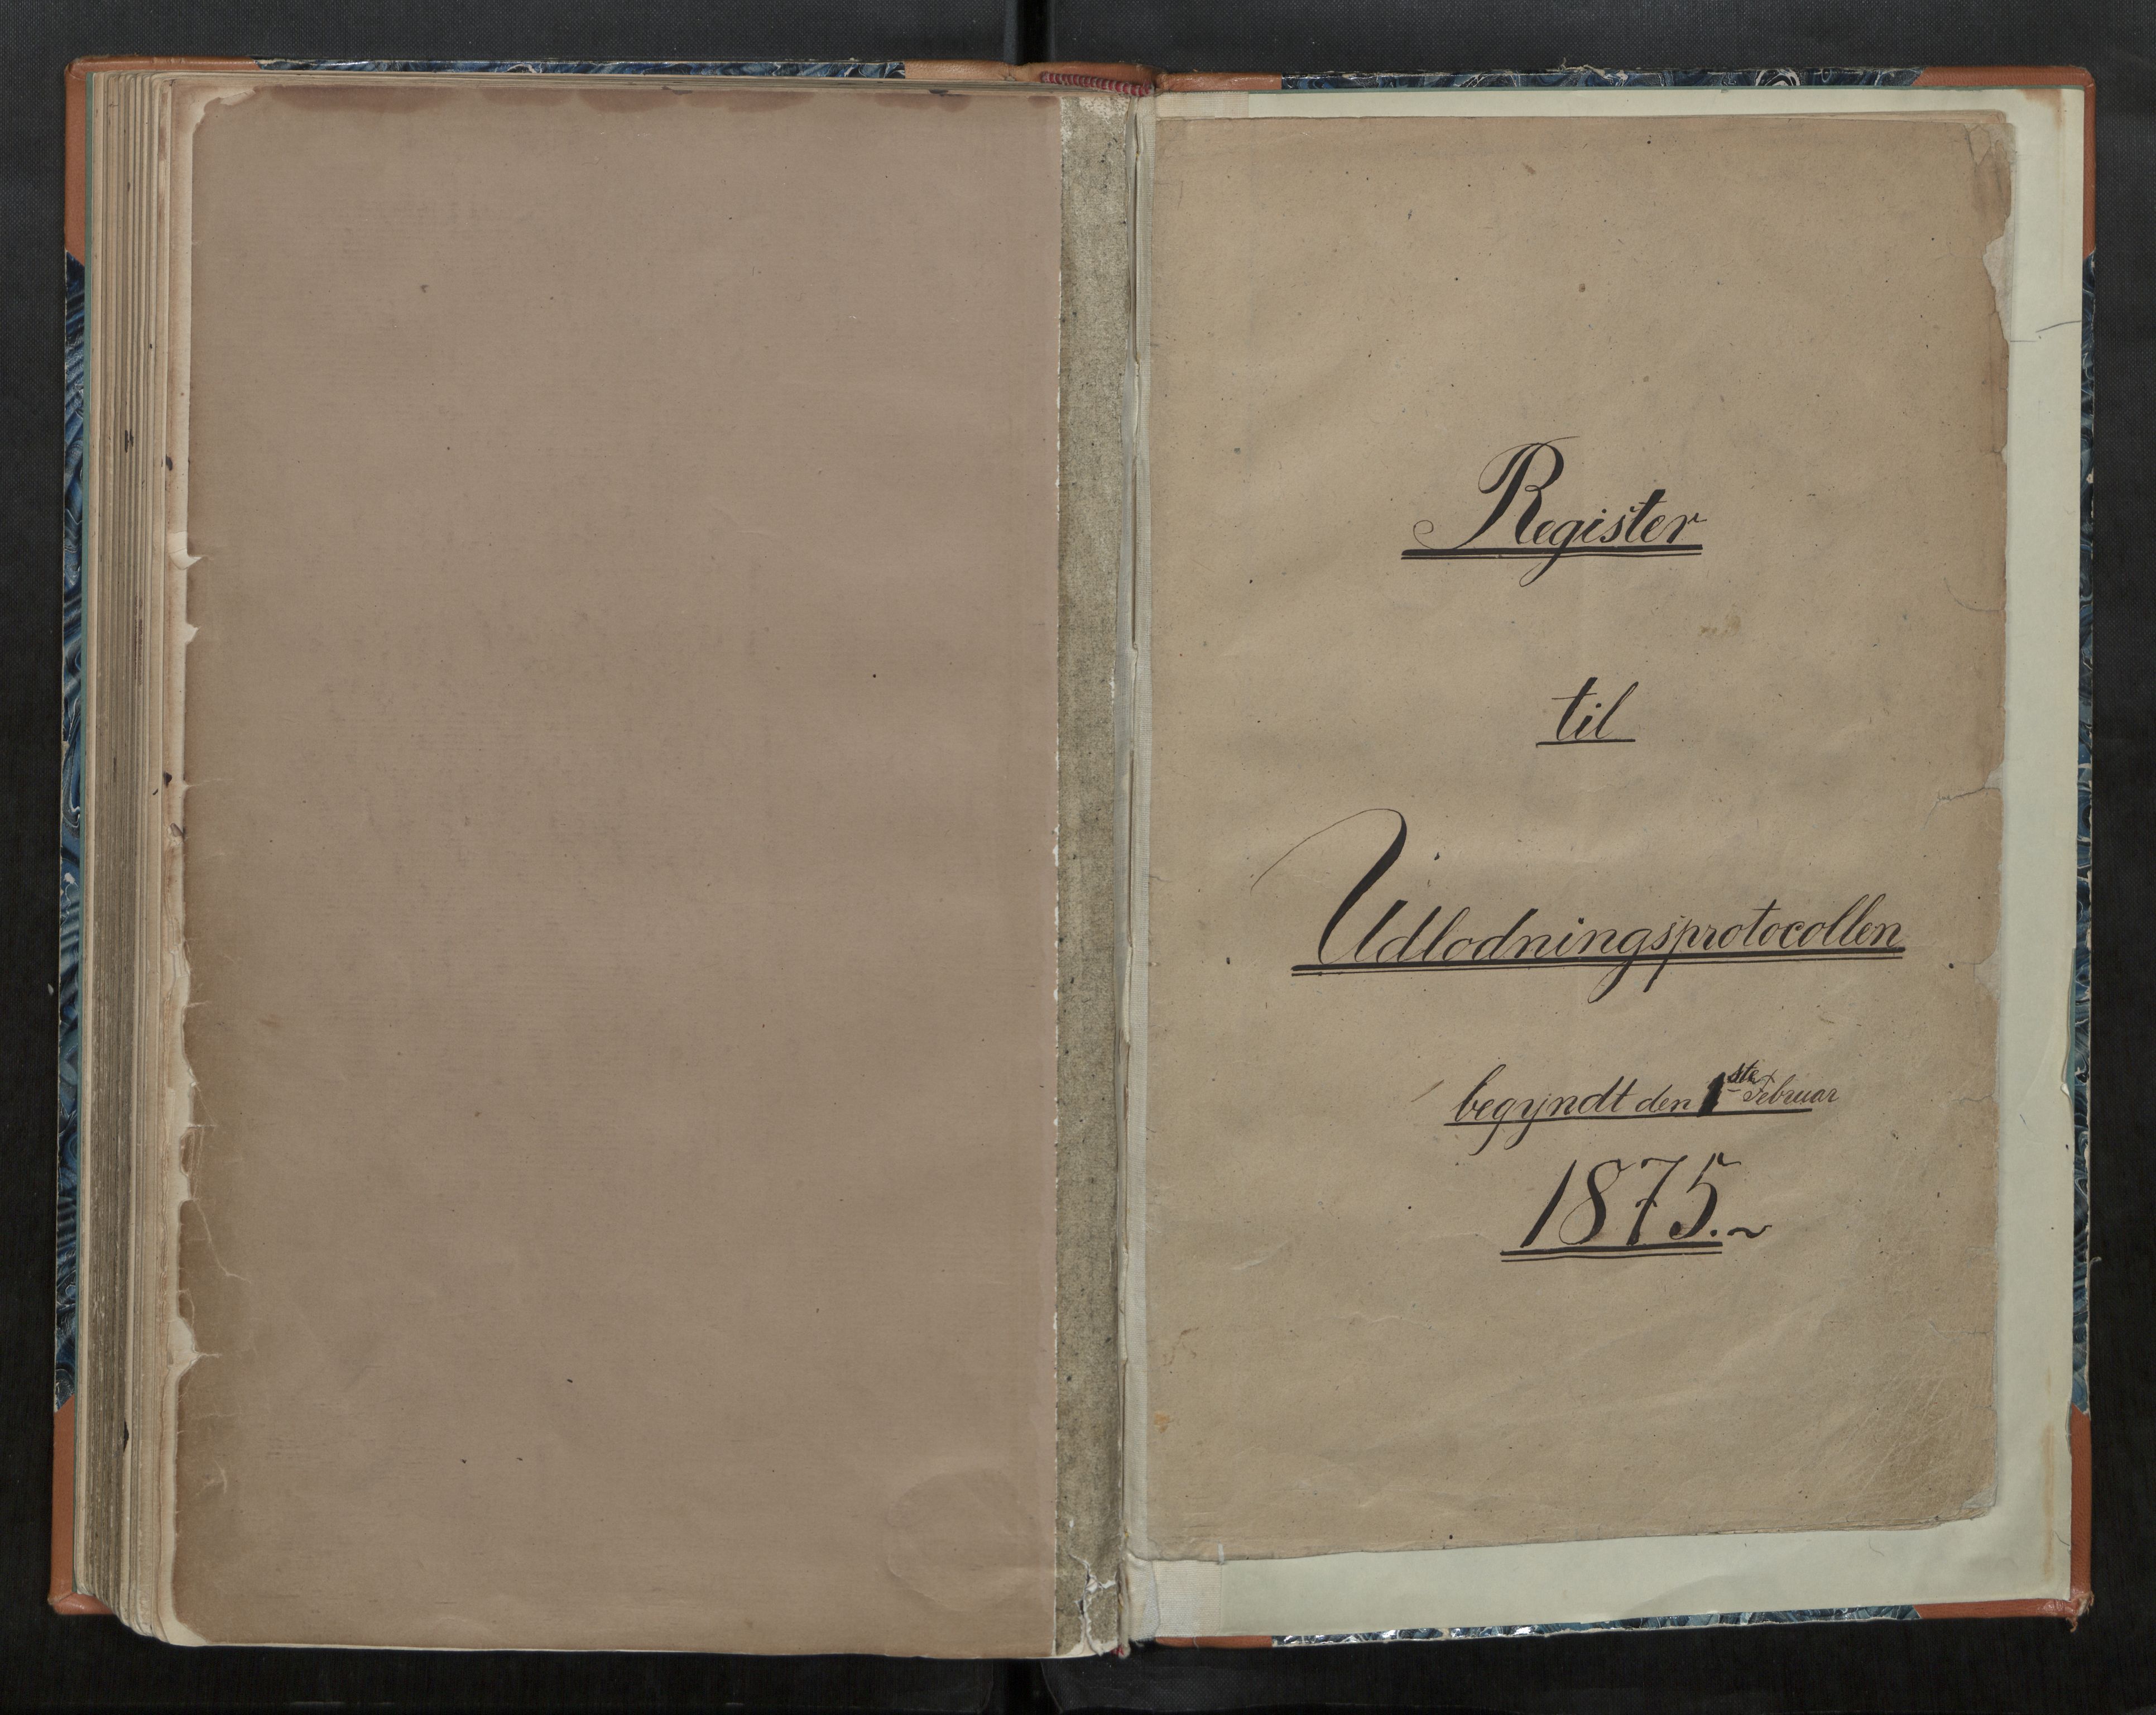 Register
til
Udlodningsprotocollen
begyndt den 1ste Februar
1875.~